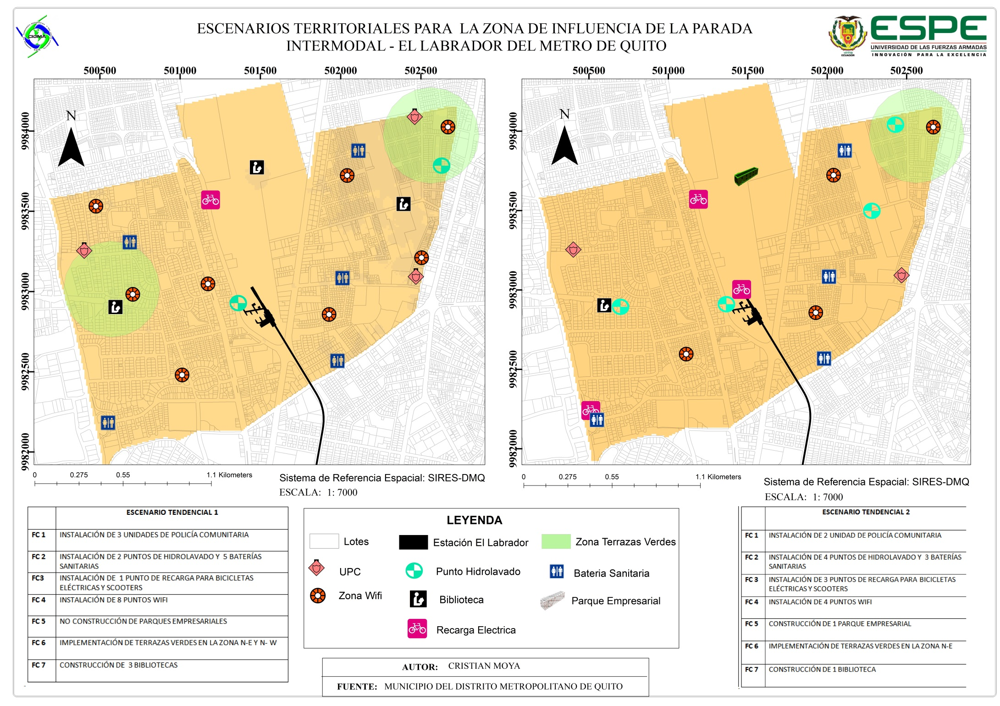 ESCENARIOS TERRITORIALES PARA LA ZONA DE INFLUENCIA DE LA PARADA
INTERMODAL - EL LABRADOR DEL METRO DE QUITO
CIGMA
ESPE
UNIVERSIDAD DE LAS FUERZAS ARMADAS
INNOVACIÓN PARA LA EXCELENCIA
1922
ECUADOR
500500 501000 501500 502000 502500
9984000
9983500
9983000
9982500
9982000
N
0 0.275 0.55 1.1 Kilometers
Sistema de Referencia Espacial: SIRES-DMQ
ESCALA: 1: 7000
500500 501000 501500 502000 502500
9984000
9983500
9983000
9982500
9982000
N
0 0.275 0.55 1.1 Kilometers
Sistema de Referencia Espacial: SIRES-DMQ
ESCALA: 1: 7000
ESCENARIO TENDENCIAL 1
FC 1 INSTALACIÓN DE 3 UNIDADES DE POLICÍA COMUNITARIA
FC 2 INSTALACIÓN DE 2 PUNTOS DE HIDROLAVADO Y 5 BATERÍAS
SANITARIAS
FC3 INSTALACIÓN DE 1 PUNTO DE RECARGA PARA BICICLETAS
ELÉCTRICAS Y SCOOTERS
FC 4 INSTALACIÓN DE 8 PUNTOS WIFI
FC 5 NO CONSTRUCCIÓN DE PARQUES EMPRESARIALES
FC 6 IMPLEMENTACIÓN DE TERRAZAS VERDES EN LA ZONA N-E Y N- W
FC 7 CONSTRUCCIÓN DE 3 BIBLIOTECAS
LEYENDA
Lotes
Estación El Labrador
Zona Terrazas Verdes
UPC
Punto Hidrolavado
Bateria Sanitaria
Zona Wifi
Biblioteca
Parque Empresarial
Recarga Electrica
AUTOR: CRISTIAN MOYA
FUENTE: MUNICIPIO DEL DISTRITO METROPOLITANO DE QUITO
ESCENARIO TENDENCIAL 2
FC 1 INSTALACIÓN DE 2 UNIDAD DE POLICÍA COMUNITARIA
FC 2 INSTALACIÓN DE 4 PUNTOS DE HIDROLAVADO Y 3 BATERÍAS
SANITARIAS
FC 3 INSTALACIÓN DE 3 PUNTOS DE RECARGA PARA BICICLETAS
ELÉCTRICAS Y SCOOTERS
FC 4 INSTALACIÓN DE 4 PUNTOS WIFI
FC 5 CONSTRUCCIÓN DE 1 PARQUE EMPRESARIAL
FC 6 IMPLEMENTACIÓN DE TERRAZAS VERDES EN LA ZONA N-E
FC 7 CONSTRUCCIÓN DE 1 BIBLIOTECA